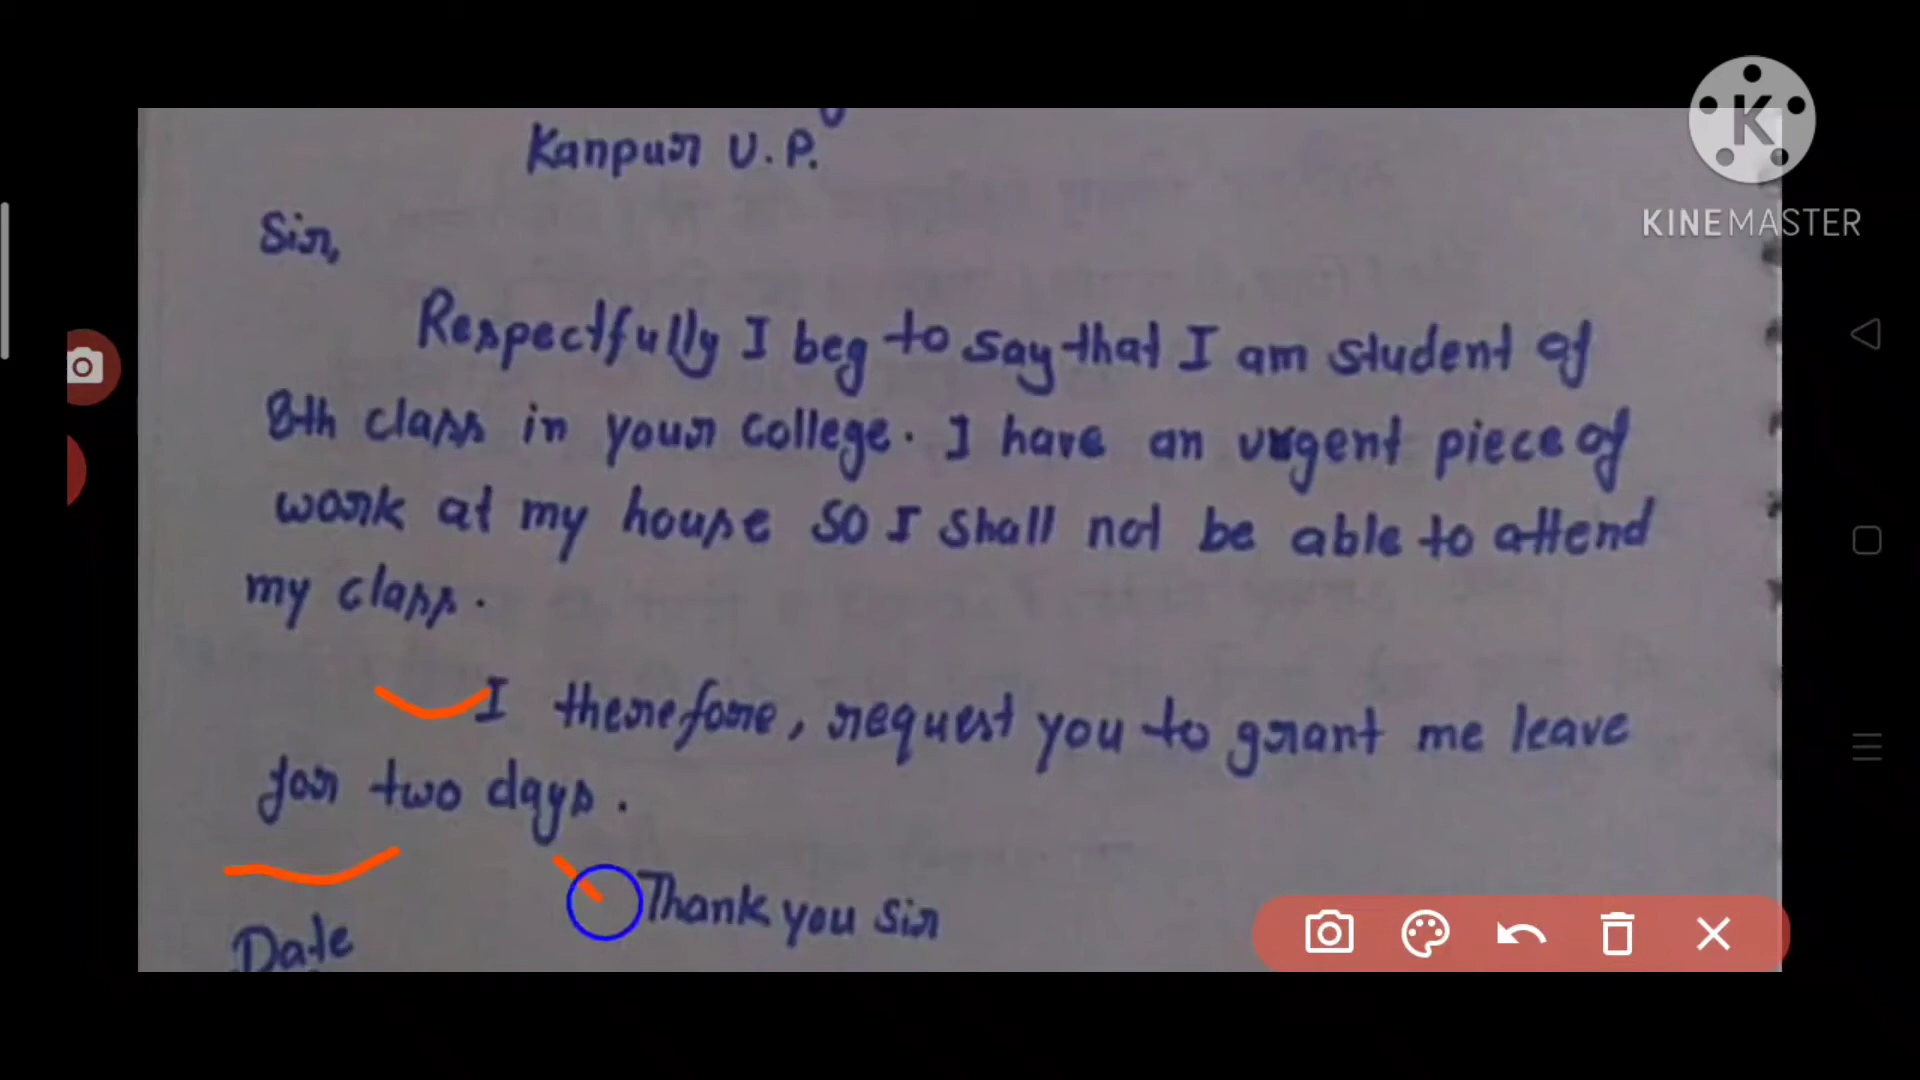 Kanpur U.P.
Sir,
Respectfully I beg to say that I am student of
8th class in your college. I have an urgent piece of
work at my house so I shall not be able to attend
my class.
I therefore, request you to grant me leave
for two days.
Thank you Sir
Date
K
KINEMASTER